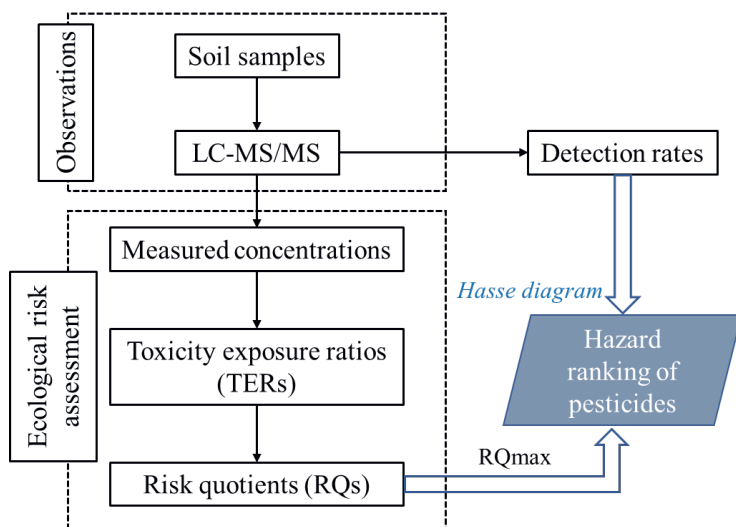 Observations
Soil samples
LC-MS/MS
Detection rates
Ecological risk
assessment
Measured concentrations
Toxicity exposure ratios
(TERs)
Risk quotients (RQs)
RQmax
Hasse diagram
Hazard
ranking of
pesticides